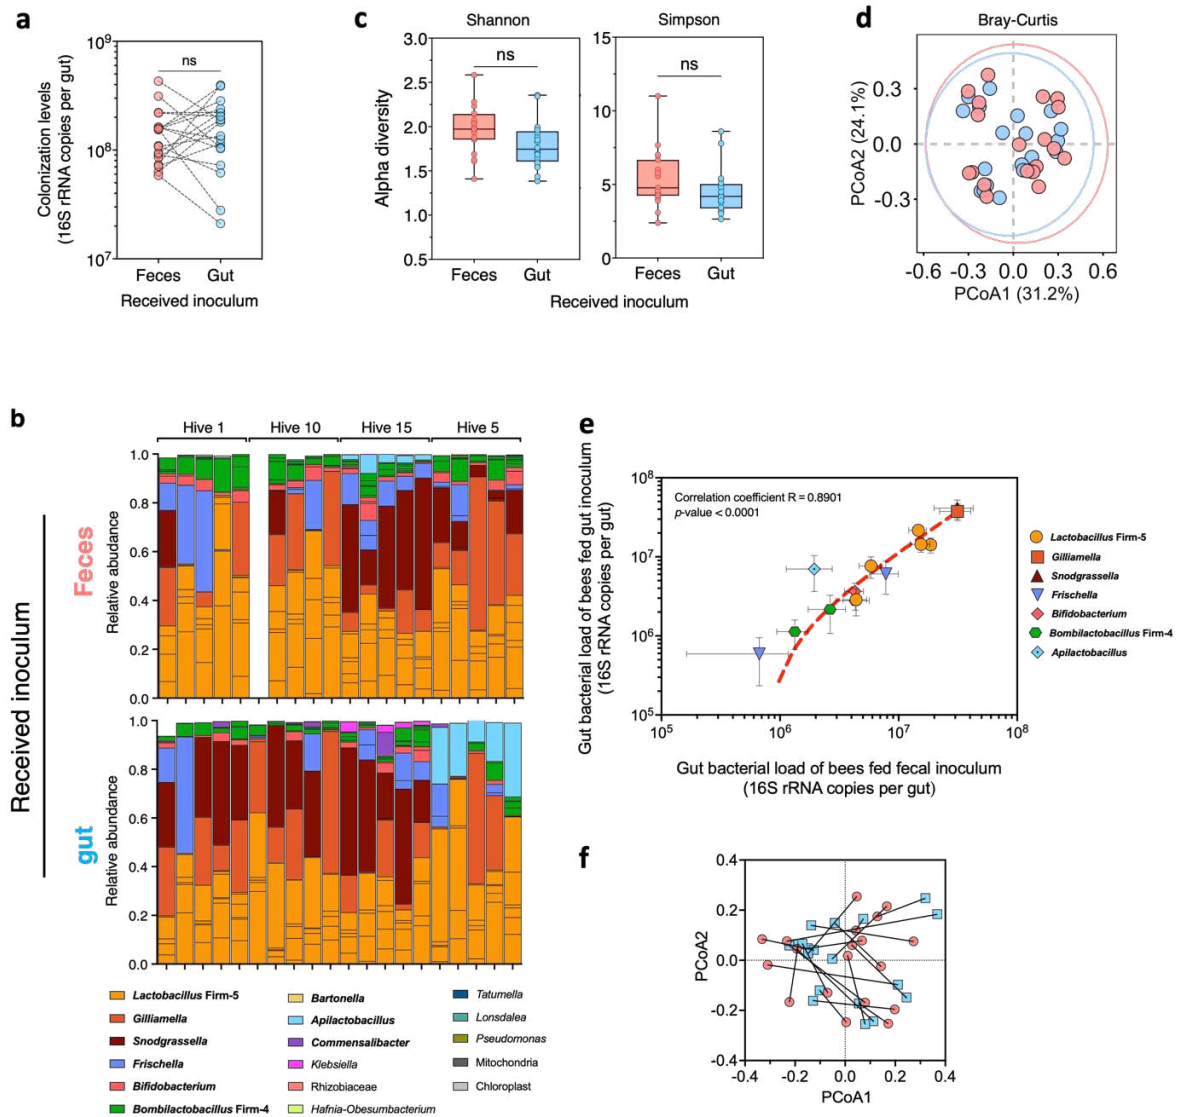 a
10⁹
10⁸
10⁷
Colonization levels
(16S rRNA copies per gut)
ns
Feces
Gut
Received inoculum
c
Shannon
Simpson
3.0
2.5
2.0
1.5
1.0
0.5
Alpha diversity
ns
Feces
Gut
15
10
5
0
ns
Feces
Gut
Received inoculum
d
Bray-Curtis
0.3
0.0
-0.3
PCoA2 (24.1%)
-0.6
-0.3
0.0
0.3
0.6
PCoA1 (31.2%)
b
Hive 1
Hive 10
Hive 15
Hive 5
Received inoculum
Feces
Relative abudance
1.0
0.8
0.6
0.4
0.2
0.0
gut
Relative abundance
1.0
0.8
0.6
0.4
0.2
0.0
Lactobacillus Firm-5
Gilliamella
Snodgrassella
Frischella
Bifidobacterium
Bombilactobacillus Firm-4
Bartonella
Apilactobacillus
Commensalibacter
Klebsiella
Rhizobiaceae
Hafnia-Obesumbacterium
Tatumella
Lonsdalea
Pseudomonas
Mitochondria
Chloroplast
e
Gut bacterial load of bees fed gut inoculum
(16S rRNA copies per gut)
10⁸
10⁷
10⁶
10⁵
Correlation coefficient R = 0.8901
p-value < 0.0001
10⁵
10⁶
10⁷
10⁸
Gut bacterial load of bees fed fecal inoculum
(16S rRNA copies per gut)
Lactobacillus Firm-5
Gilliamella
Snodgrassella
Frischella
Bifidobacterium
Bombilactobacillus Firm-4
Apilactobacillus
f
0.4
0.2
0.0
-0.2
-0.4
PCoA2
-0.4
-0.2
0.0
0.2
0.4
PCoA1